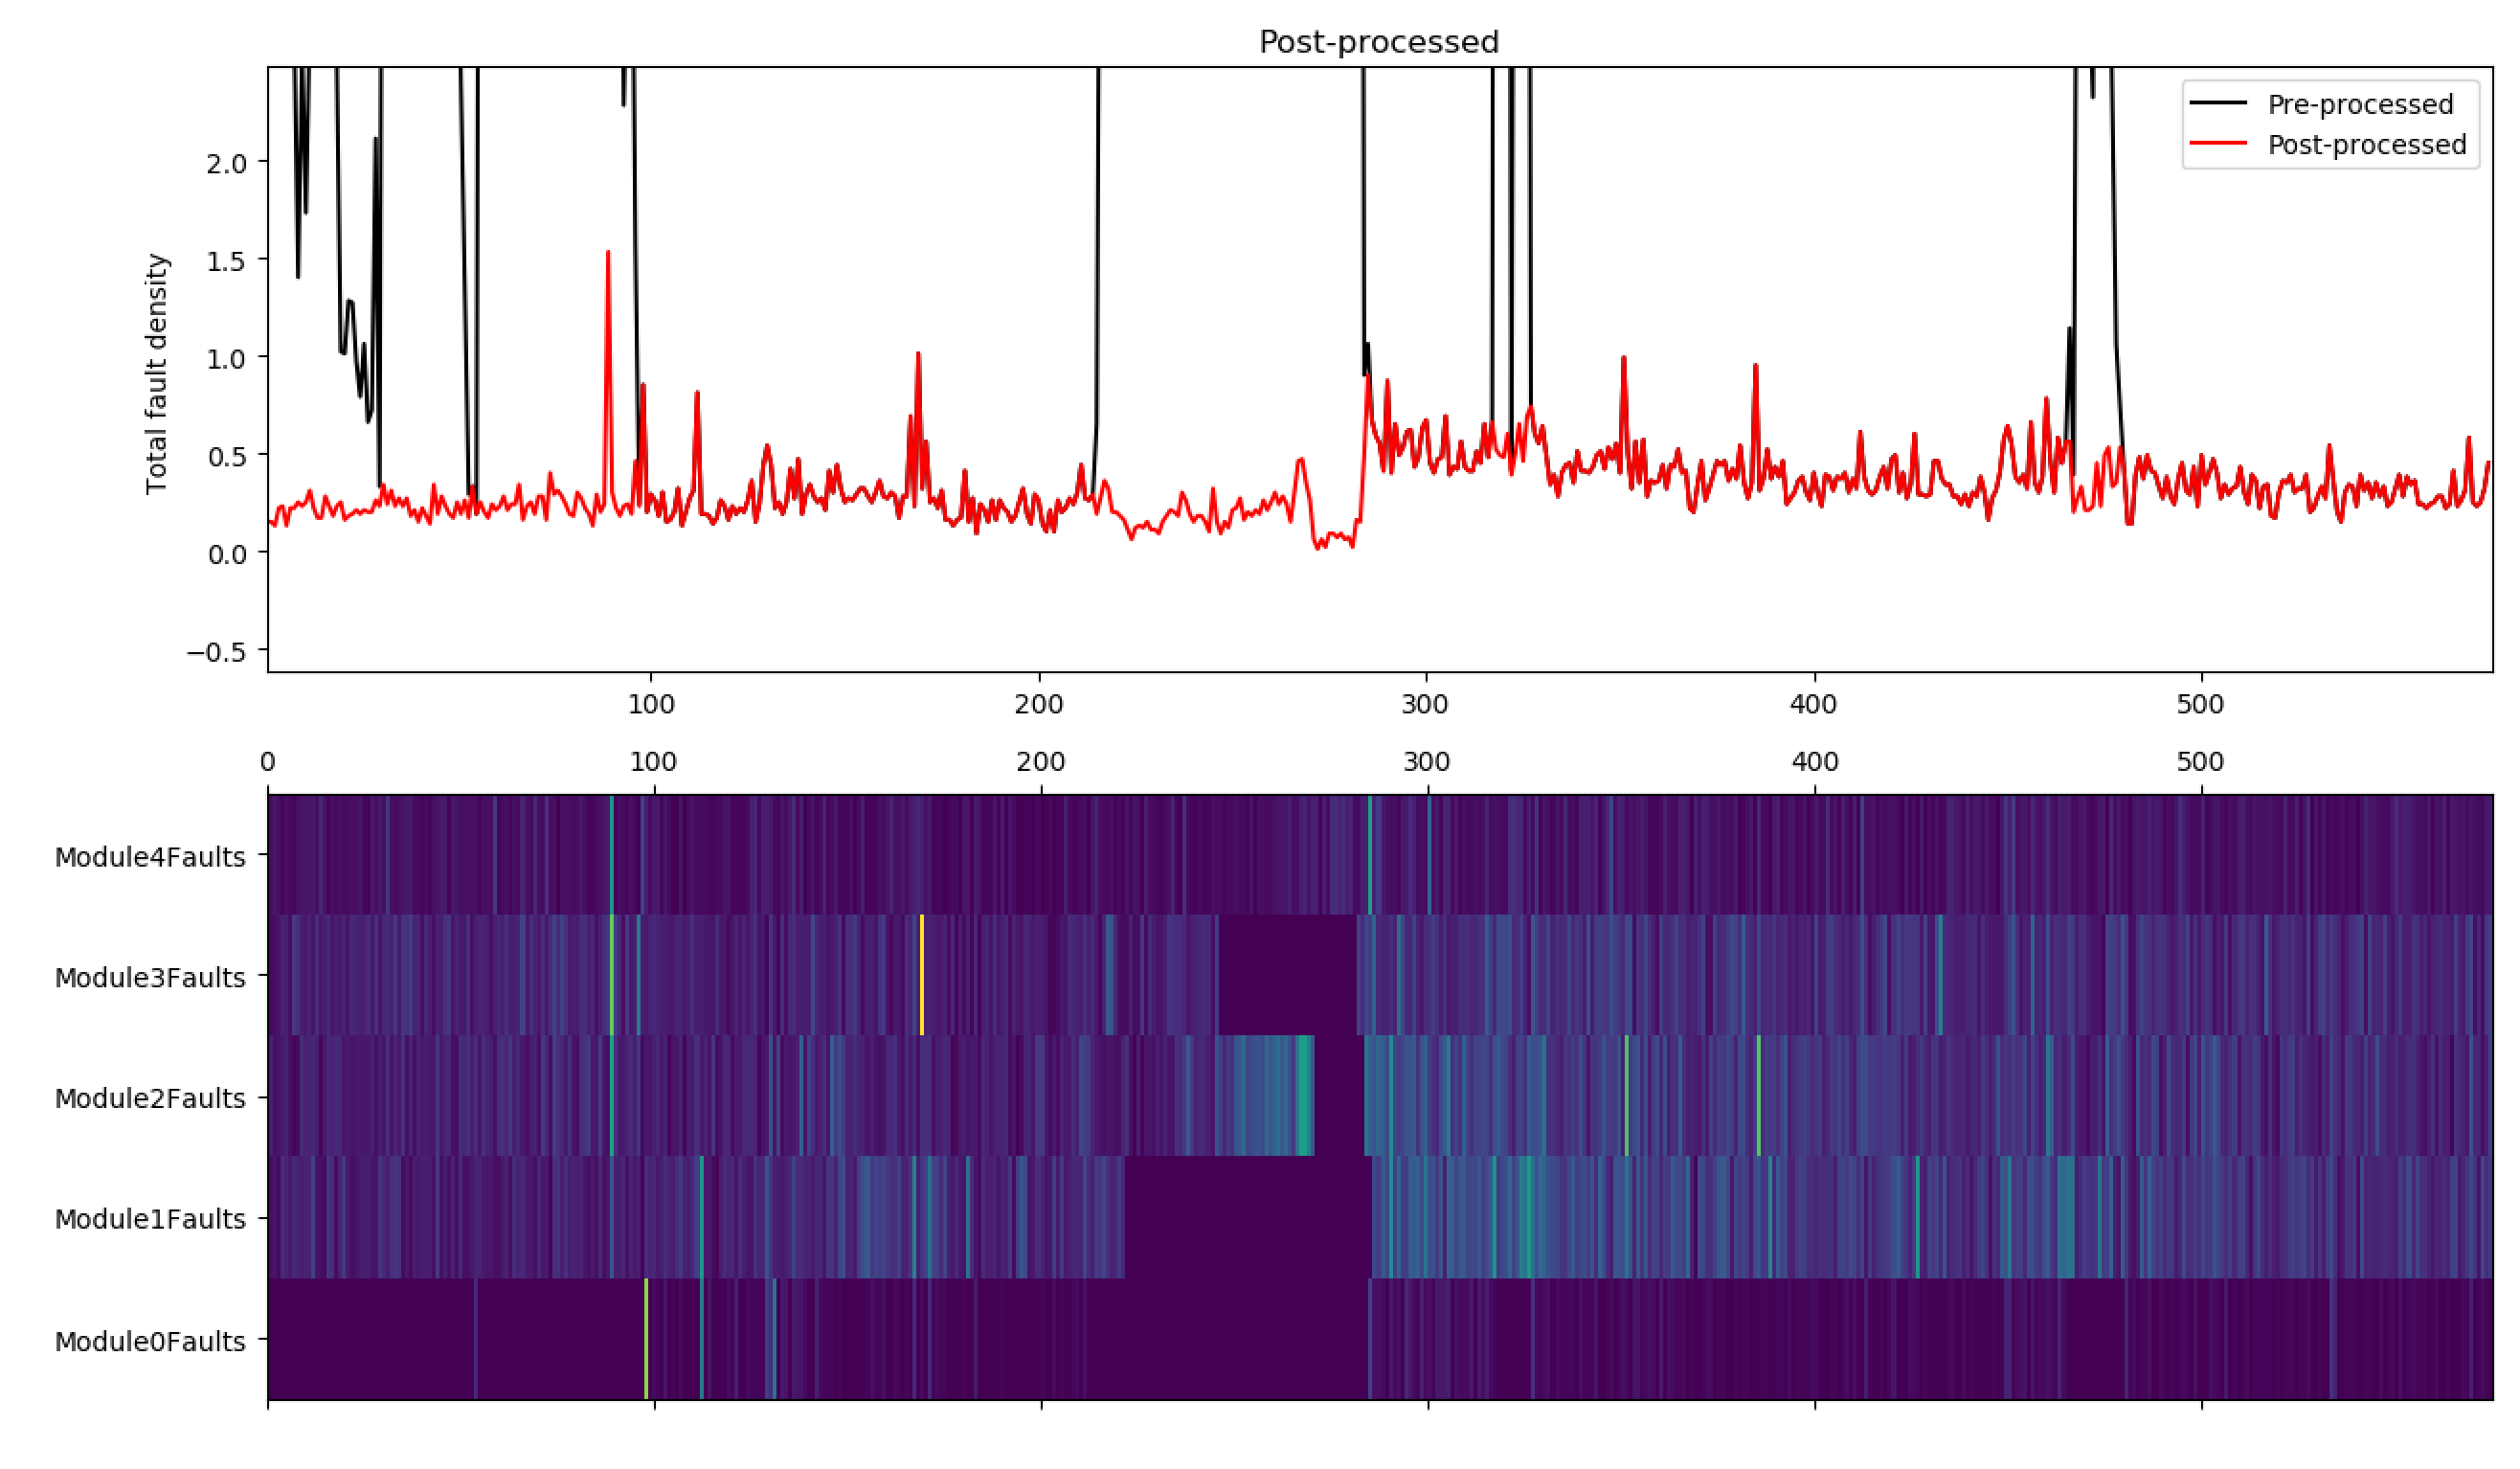 Post-processed
Pre-processed
Post-processed
Total fault density
2.0
1.5
1.0
0.5
0.0
−0.5
100 200 300 400 500
0 100 200 300 400 500
Module4Faults
Module3Faults
Module2Faults
Module1Faults
Module0Faults